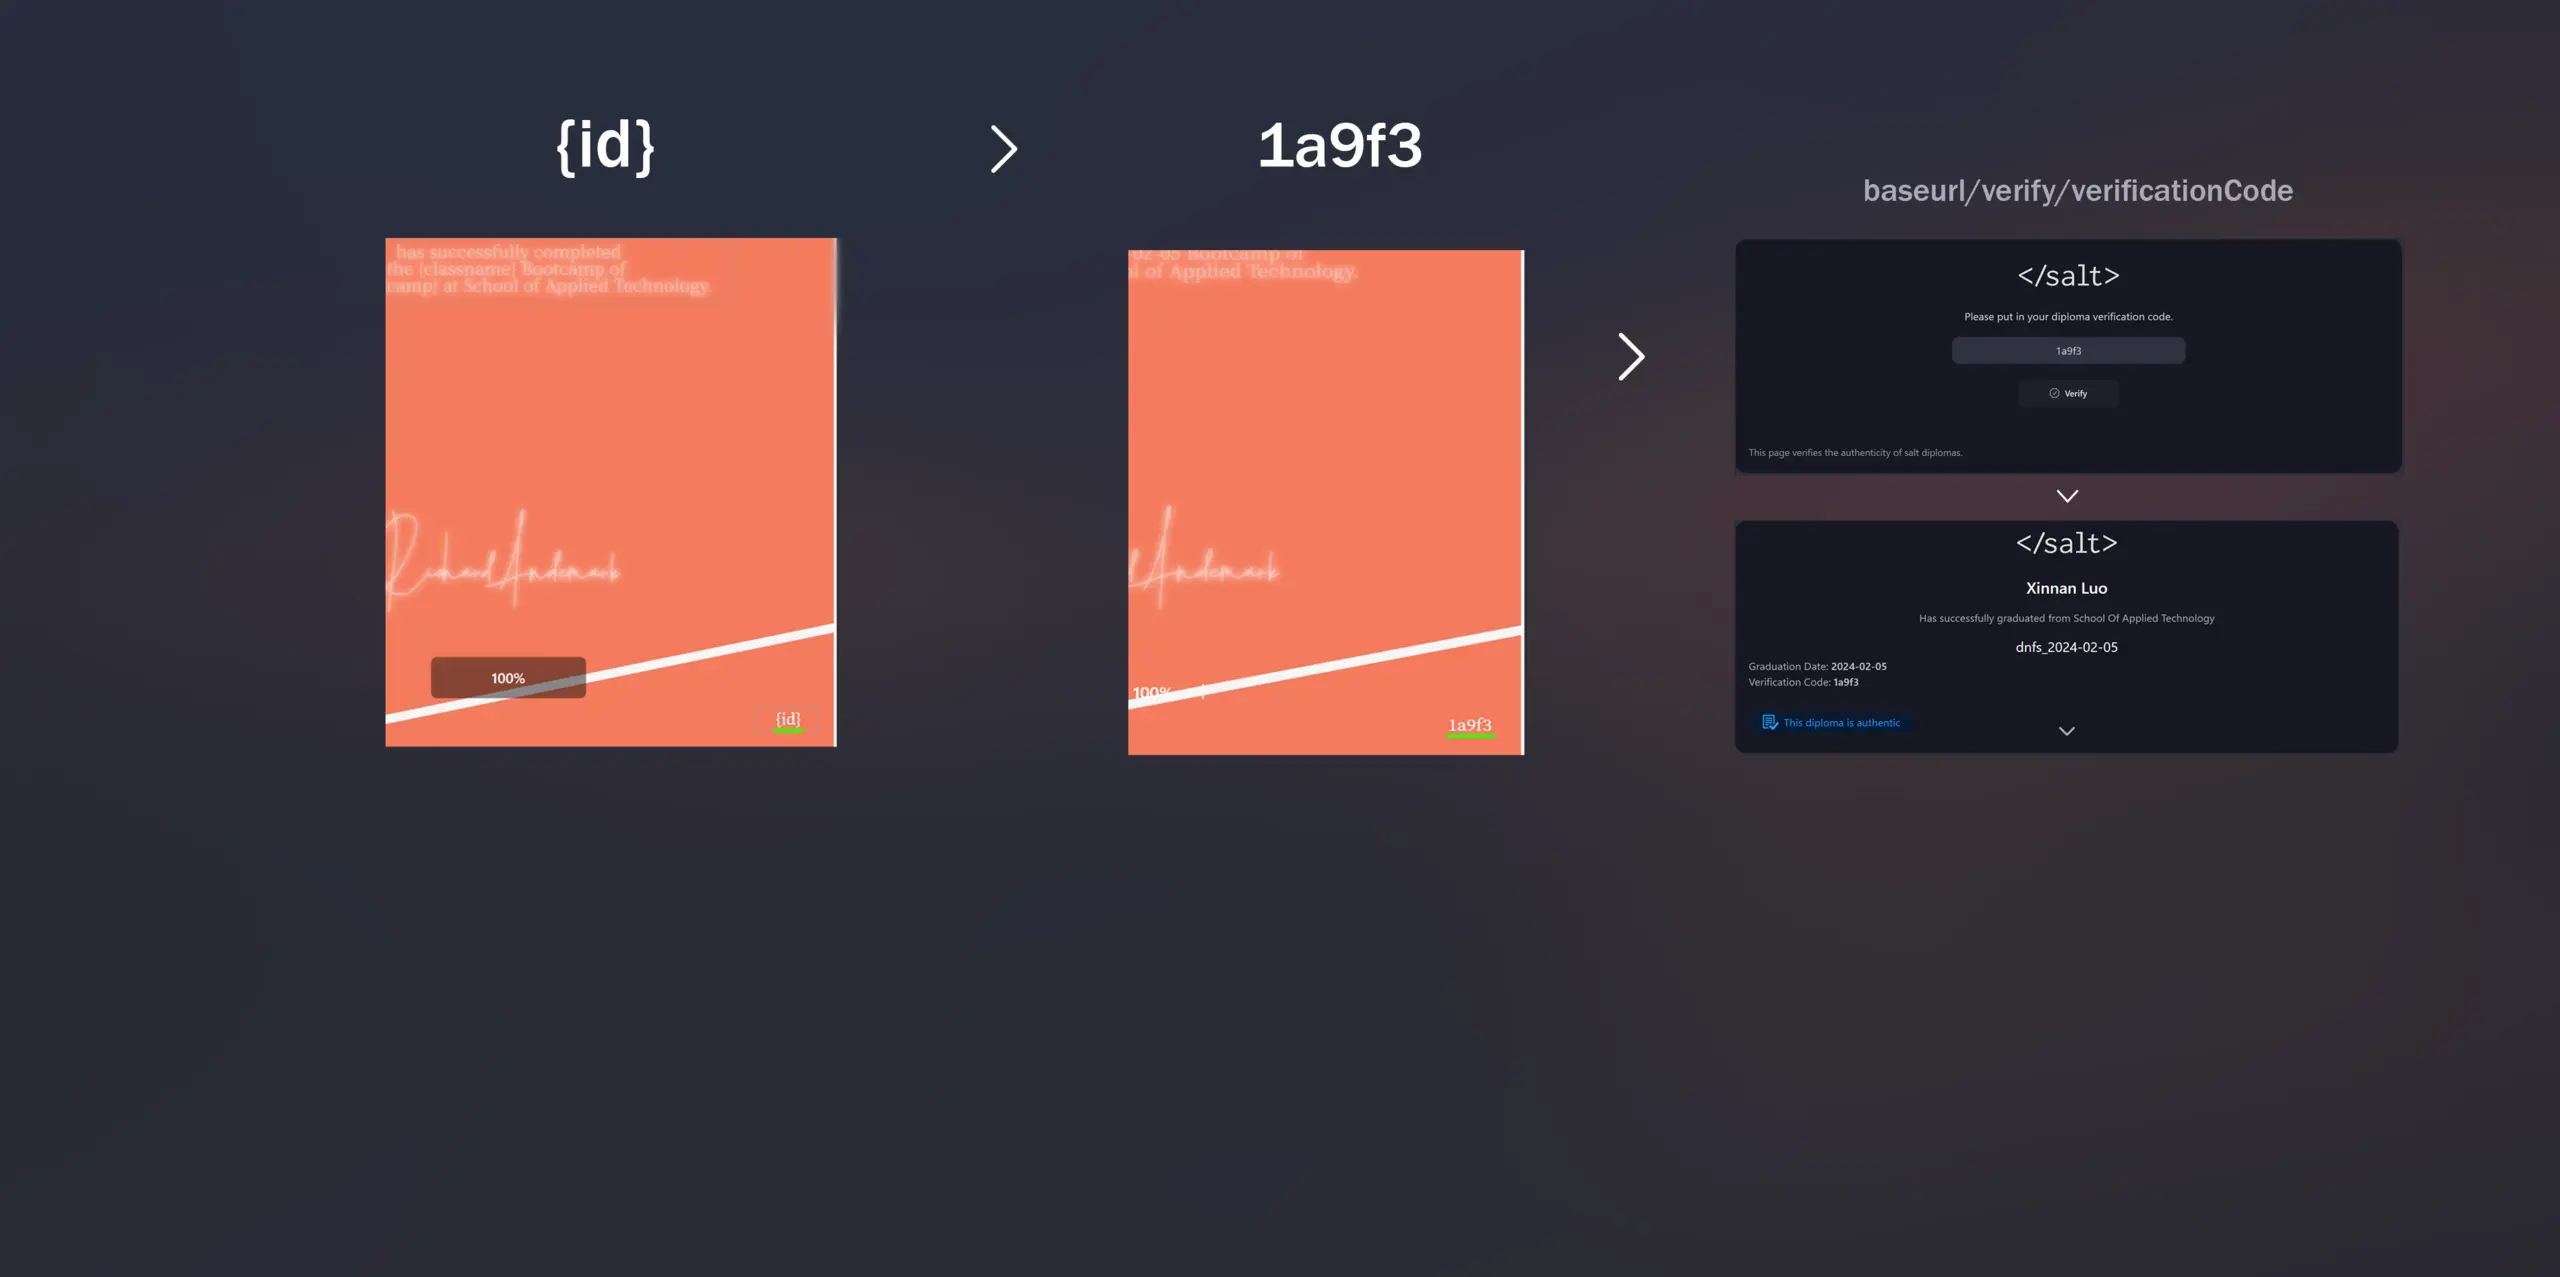 {id}
1a9f3
baseurl/verify/verificationCode
has successfully completed
the {classname} Bootcamp of
camp} at School of Applied Technology.
Richard Andemark
100%
{id}
-02-05 Bootcamp of
l of Applied Technology.
Andemark
100%
1a9f3
</salt>
Please put in your diploma verification code.
1a9f3
Verify
This page verifies the authenticity of salt diplomas.
</salt>
Xinnan Luo
Has successfully graduated from School Of Applied Technology
dnfs_2024-02-05
Graduation Date: 2024-02-05
Verification Code: 1a9f3
This diploma is authentic